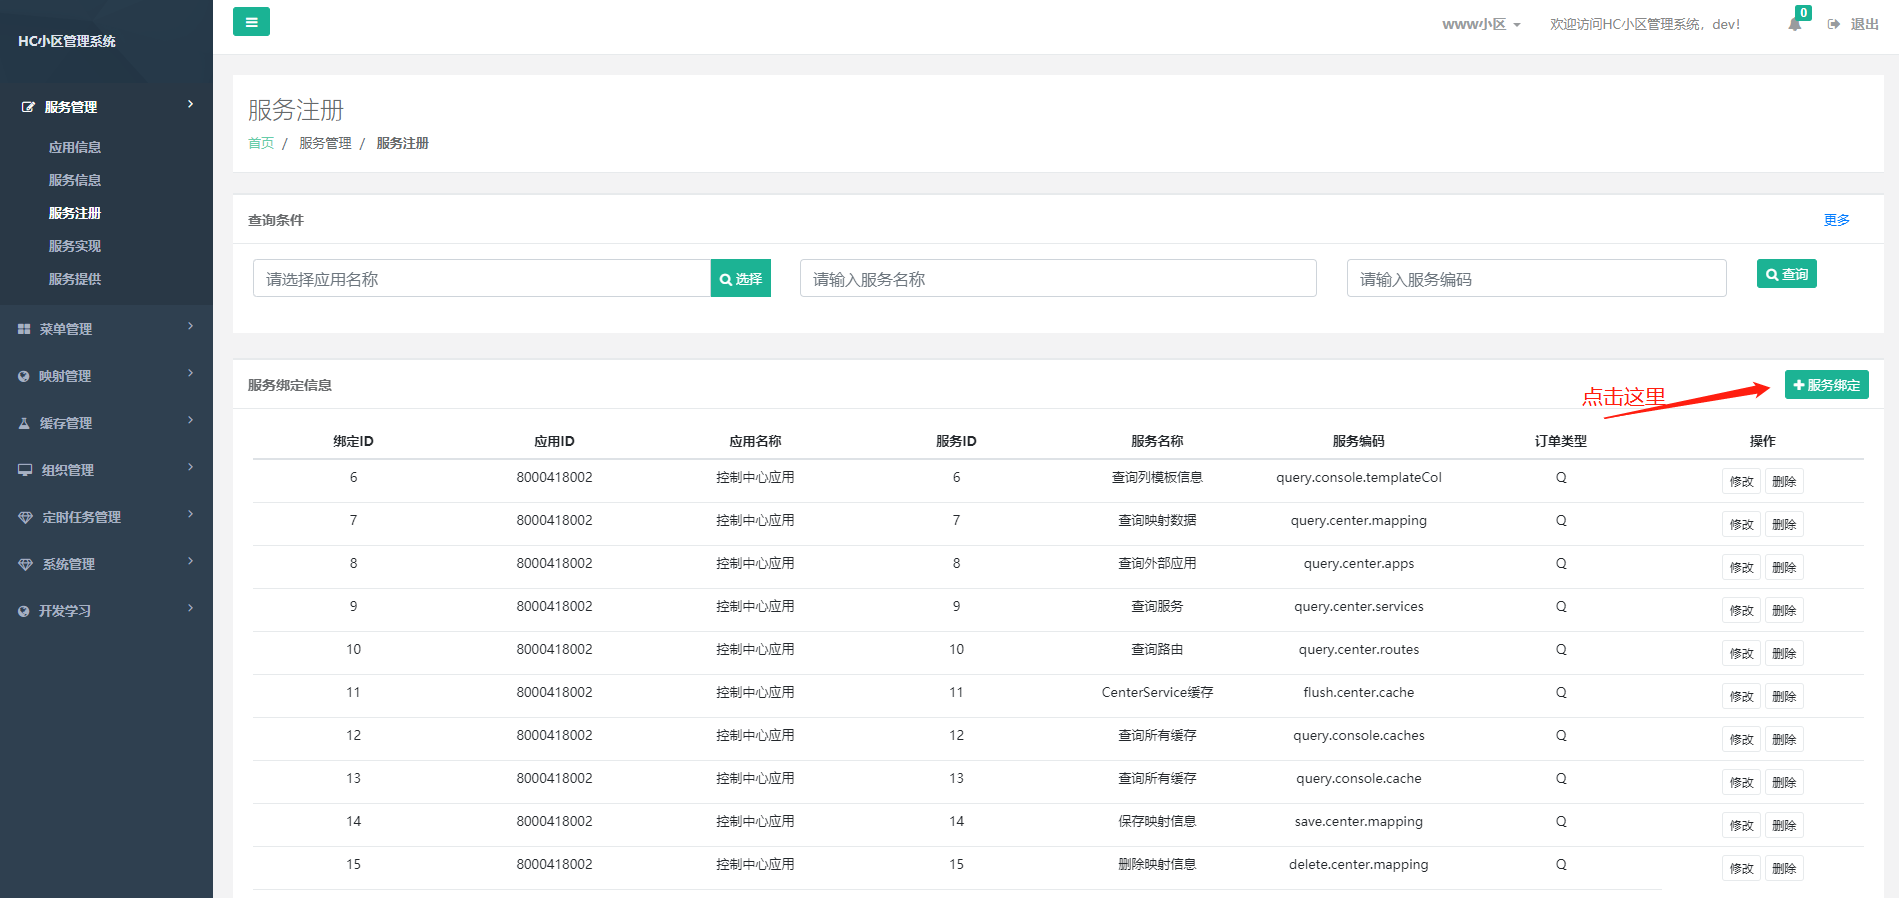 HC小区管理系统
www小区
欢迎访问HC小区管理系统，dev!
0
退出
服务管理
应用信息
服务信息
服务注册
服务实现
服务提供
菜单管理
映射管理
缓存管理
组织管理
定时任务管理
系统管理
开发学习
服务注册
首页 / 服务管理 / 服务注册
查询条件 更多
请选择应用名称 选择 请输入服务名称 请输入服务编码 查询
服务绑定信息 点击这里 服务绑定
绑定ID 应用ID 应用名称 服务ID 服务名称 服务编码 订单类型 操作
6 8000418002 控制中心应用 6 查询列模板信息 query.console.templateCol Q 修改 删除
7 8000418002 控制中心应用 7 查询映射数据 query.center.mapping Q 修改 删除
8 8000418002 控制中心应用 8 查询外部应用 query.center.apps Q 修改 删除
9 8000418002 控制中心应用 9 查询服务 query.center.services Q 修改 删除
10 8000418002 控制中心应用 10 查询路由 query.center.routes Q 修改 删除
11 8000418002 控制中心应用 11 CenterService缓存 flush.center.cache Q 修改 删除
12 8000418002 控制中心应用 12 查询所有缓存 query.console.caches Q 修改 删除
13 8000418002 控制中心应用 13 查询所有缓存 query.console.cache Q 修改 删除
14 8000418002 控制中心应用 14 保存映射信息 save.center.mapping Q 修改 删除
15 8000418002 控制中心应用 15 删除映射信息 delete.center.mapping Q 修改 删除